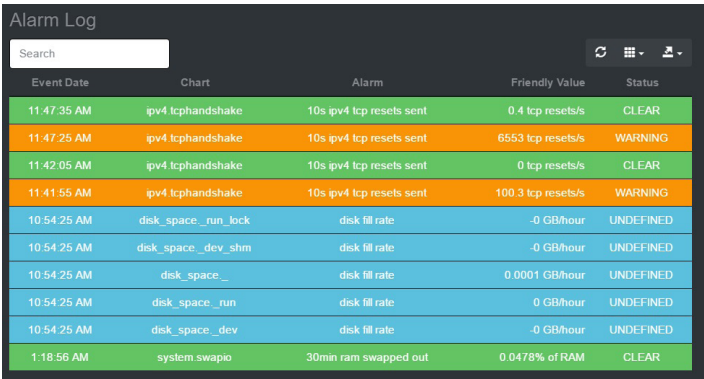 Alarm Log
Search
Event Date Chart Alarm Friendly Value Status
11:47:35 AM ipv4.tcphandshake 10s ipv4 tcp resets sent 0.4 tcp resets/s CLEAR
11:47:25 AM ipv4.tcphandshake 10s ipv4 tcp resets sent 6553 tcp resets/s WARNING
11:42:05 AM ipv4.tcphandshake 10s ipv4 tcp resets sent 0 tcp resets/s CLEAR
11:41:55 AM ipv4.tcphandshake 10s ipv4 tcp resets sent 100.3 tcp resets/s WARNING
10:54:25 AM disk_space._run_lock disk fill rate -0 GB/hour UNDEFINED
10:54:25 AM disk_space._dev_shm disk fill rate -0 GB/hour UNDEFINED
10:54:25 AM disk_space._ disk fill rate 0.0001 GB/hour UNDEFINED
10:54:25 AM disk_space._run disk fill rate 0 GB/hour UNDEFINED
10:54:25 AM disk_space._dev disk fill rate -0 GB/hour UNDEFINED
1:18:56 AM system.swapio 30min ram swapped out 0.0478% of RAM CLEAR